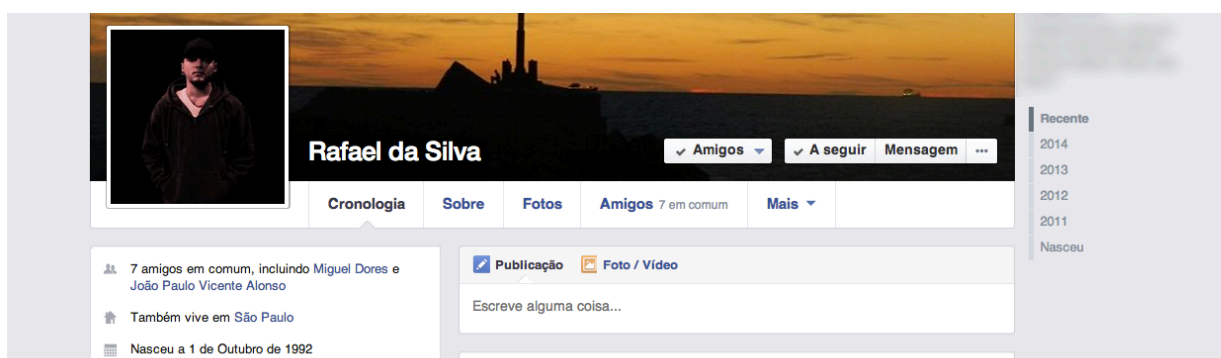 Rafael da Silva
Amigos
A seguir Mensagem ...
Cronologia Sobre Fotos Amigos 7 em comum Mais
7 amigos em comum, incluindo Miguel Dores e
João Paulo Vicente Alonso
Também vive em São Paulo
Nasceu a 1 de Outubro de 1992
Publicação Foto / Vídeo
Escreve alguma coisa...
Recente
2014
2013
2012
2011
Nasceu